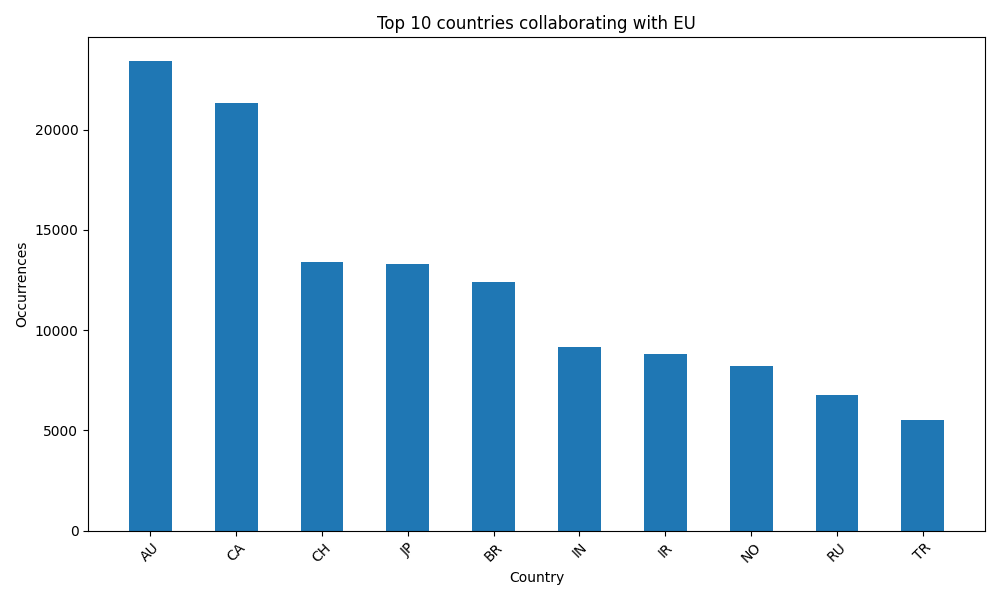 Top 10 countries collaborating with EU
Occurrences
20000
15000
10000
5000
0
AU CA CH JP BR IN IR NO RU TR
Country